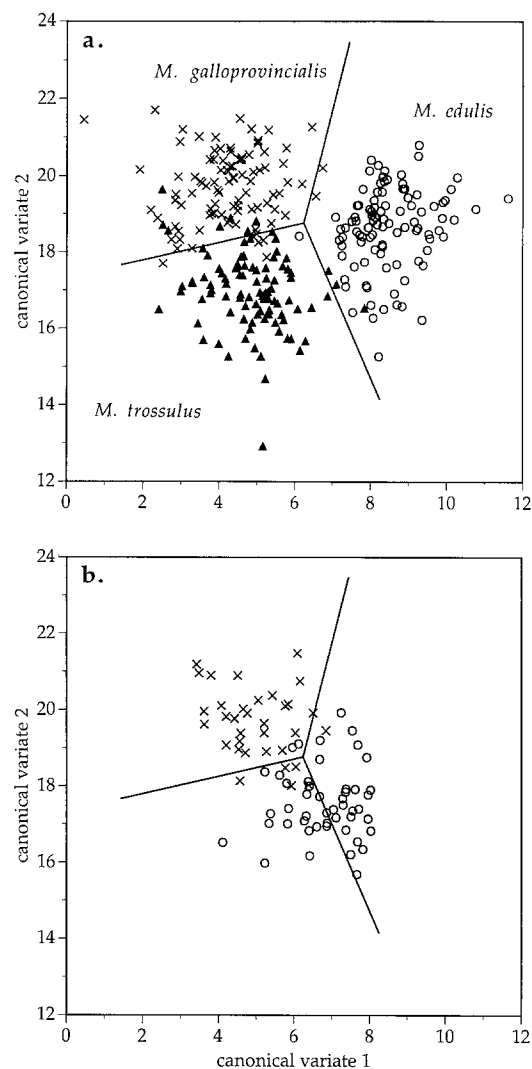 a.
M. galloprovincialis
M. edulis
M. trossulus
canonical variate 2
24
22
20
18
16
14
12
0 2 4 6 8 10 12
b.
canonical variate 2
24
22
20
18
16
14
12
0 2 4 6 8 10 12
canonical variate 1